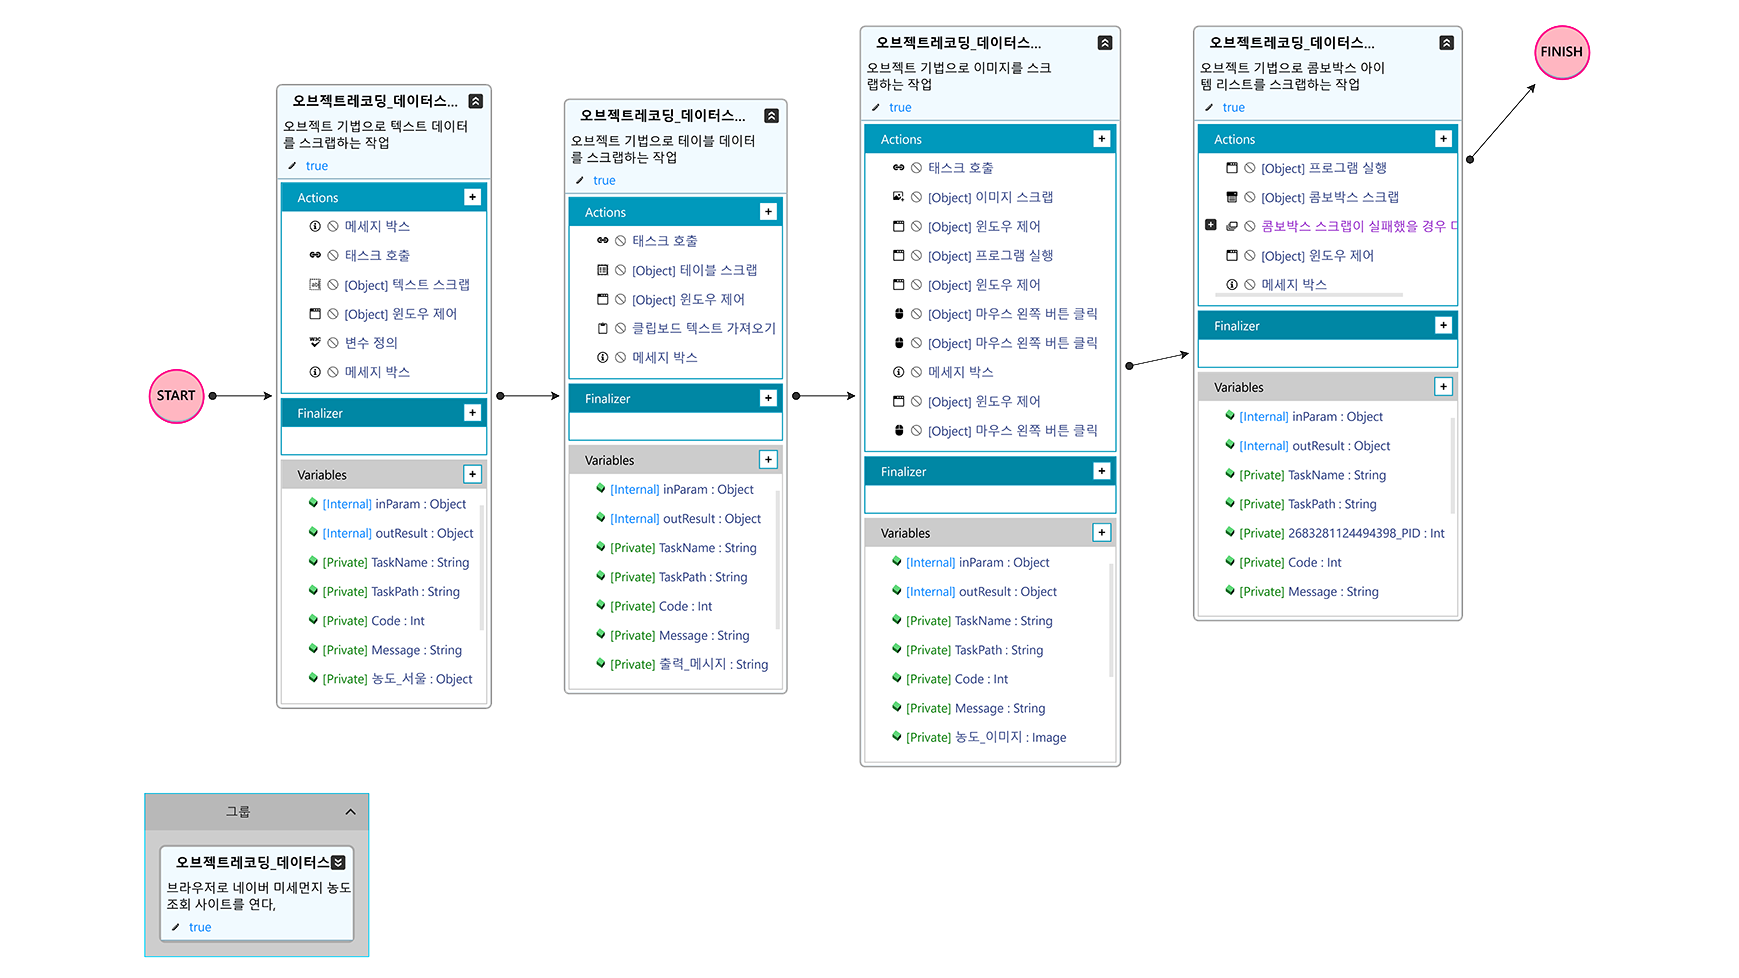 START
오브젝트레코딩_데이터스...
오브젝트 기법으로 텍스트 데이터
를 스크랩하는 작업
true
Actions
메세지 박스
태스크 호출
[Object] 텍스트 스크랩
[Object] 윈도우 제어
변수 정의
메세지 박스
Finalizer
Variables
[Internal] inParam : Object
[Internal] outResult : Object
[Private] TaskName : String
[Private] TaskPath : String
[Private] Code : Int
[Private] Message : String
[Private] 농도_서울 : Object
오브젝트레코딩_데이터스...
오브젝트 기법으로 테이블 데이터
를 스크랩하는 작업
true
Actions
태스크 호출
[Object] 테이블 스크랩
[Object] 윈도우 제어
클립보드 텍스트 가져오기
메세지 박스
Finalizer
Variables
[Internal] inParam : Object
[Internal] outResult : Object
[Private] TaskName : String
[Private] TaskPath : String
[Private] Code : Int
[Private] Message : String
[Private] 출력_메시지 : String
오브젝트레코딩_데이터스...
오브젝트 기법으로 이미지를 스크
랩하는 작업
true
Actions
태스크 호출
[Object] 이미지 스크랩
[Object] 윈도우 제어
[Object] 프로그램 실행
[Object] 윈도우 제어
[Object] 마우스 왼쪽 버튼 클릭
[Object] 마우스 왼쪽 버튼 클릭
메세지 박스
[Object] 윈도우 제어
[Object] 마우스 왼쪽 버튼 클릭
Finalizer
Variables
[Internal] inParam : Object
[Internal] outResult : Object
[Private] TaskName : String
[Private] TaskPath : String
[Private] Code : Int
[Private] Message : String
[Private] 농도_이미지 : Image
오브젝트레코딩_데이터스...
오브젝트 기법으로 콤보박스 아이
템 리스트를 스크랩하는 작업
true
Actions
[Object] 프로그램 실행
[Object] 콤보박스 스크랩
콤보박스 스크랩이 실패했을 경우
[Object] 윈도우 제어
메세지 박스
Finalizer
Variables
[Internal] inParam : Object
[Internal] outResult : Object
[Private] TaskName : String
[Private] TaskPath : String
[Private] 2683281124494398_PID : Int
[Private] Code : Int
[Private] Message : String
FINISH
그룹
오브젝트레코딩_데이터스
브라우저로 네이버 미세먼지 농도
조회 사이트를 연다,
true